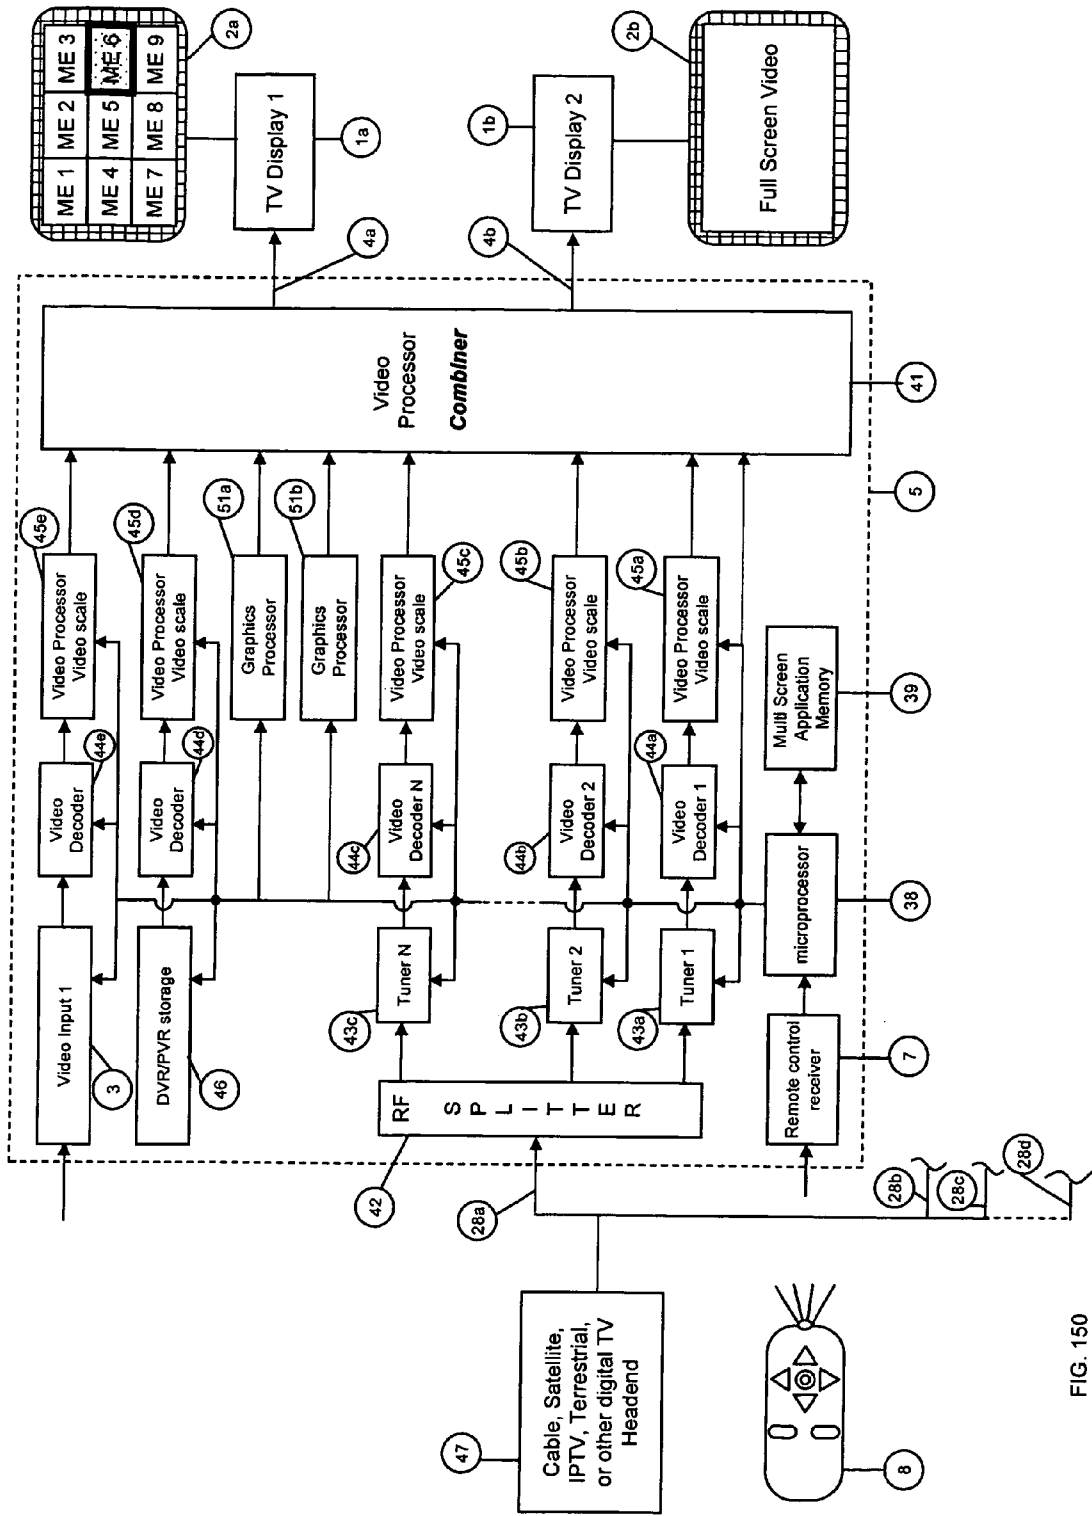 ME 1
ME 2
ME 3
ME 4
ME 5
ME 6
ME 7
ME 8
ME 9
2a
TV Display 1
1a
4a
TV Display 2
1b
4b
Full Screen Video
2b
Video
Processor
Combiner
41
5
Video Input 1
3
Video
Decoder
44e
Video Processor
Video scale
45e
DVR/PVR storage
46
Video
Decoder
44d
Video Processor
Video scale
45d
Graphics
Processor
51a
Graphics
Processor
51b
Tuner N
43c
Video
Decoder N
44c
Video Processor
Video scale
45c
Tuner 2
43b
Video
Decoder 2
44b
Video Processor
Video scale
45b
Tuner 1
43a
Video
Decoder 1
44a
Video Processor
Video scale
45a
RF
SPLITTER
42
Remote control
receiver
7
microprocessor
38
Multi Screen
Application
Memory
39
28a
28b
28c
28d
Cable, Satellite,
IPTV, Terrestrial,
or other digital TV
Headend
47
8
FIG. 150